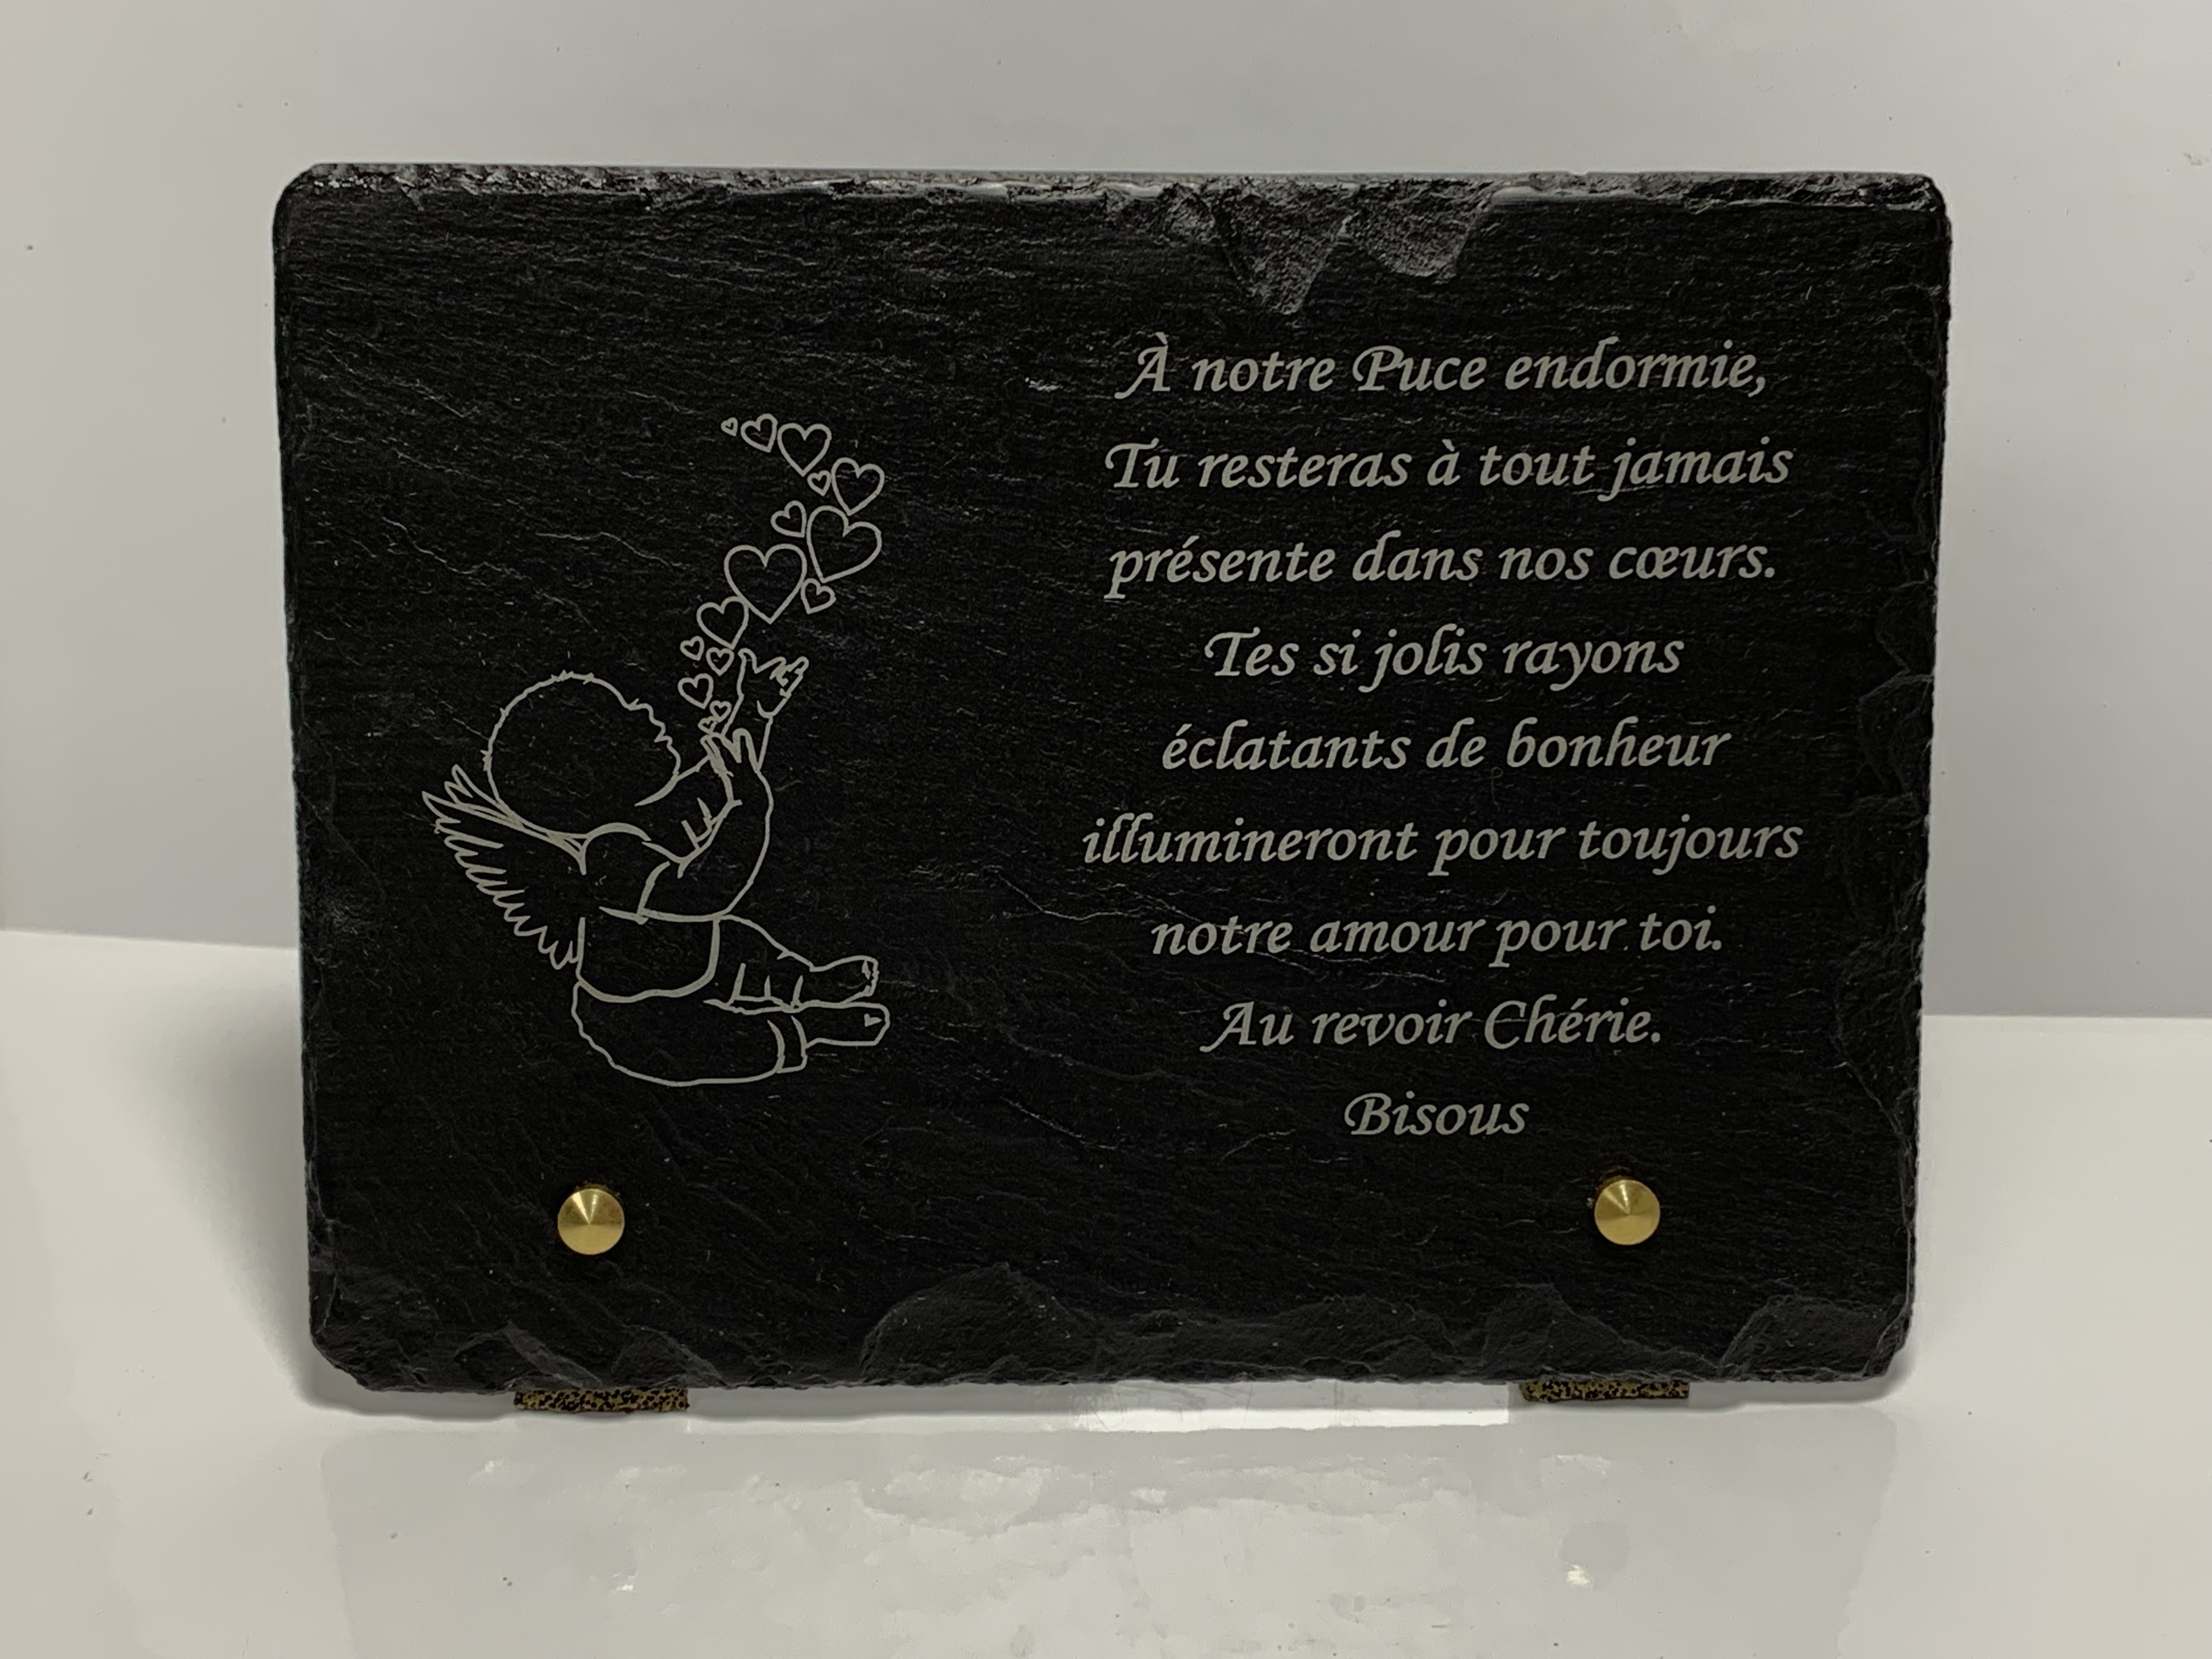 À notre Puce endormie,
Tu resteras à tout jamais
présente dans nos cœurs.
Tes si jolis rayons
éclatants de bonheur
illumineront pour toujours
notre amour pour toi.
Au revoir Chérie.
Bisous